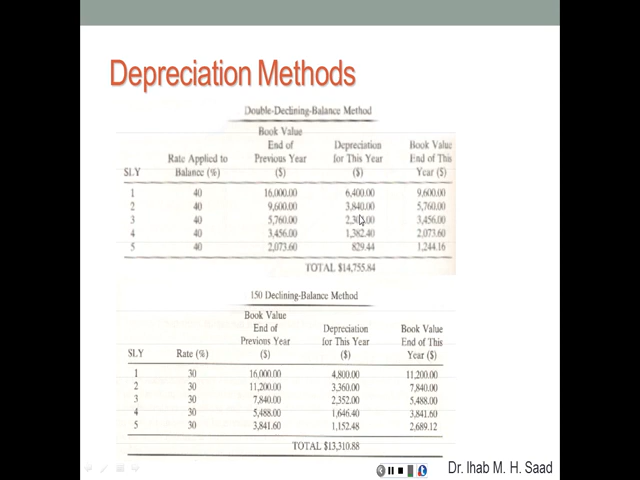 Depreciation Methods
Double-Declining-Balance Method
Book Value
End of Depreciation Book Value
Rate Applied to Previous Year for This Year End of This
SLY Balance (%) ($) ($) Year ($)
1 40 16,000.00 6,400.00 9,600.00
2 40 9,600.00 3,840.00 5,760.00
3 40 5,760.00 3,456.00
4 40 3,456.00 1,382.40 2,073.60
5 40 2,073.60 829.44 1,244.16
TOTAL $14,755.84
150 Declining-Balance Method
Book Value
End of Depreciation Book Value
Previous Year for This Year End of This
SLY Rate (%) ($) ($) Year ($)
1 30 16,000.00 4,800.00 11,200.00
2 30 11,200.00 3,360.00 7,840.00
3 30 7,840.00 2,352.00 5,488.00
4 30 5,488.00 1,646.40 3,841.60
5 30 3,841.60 1,152.48 2,689.12
TOTAL $13,310.88
Dr. Ihab M. H. Saad